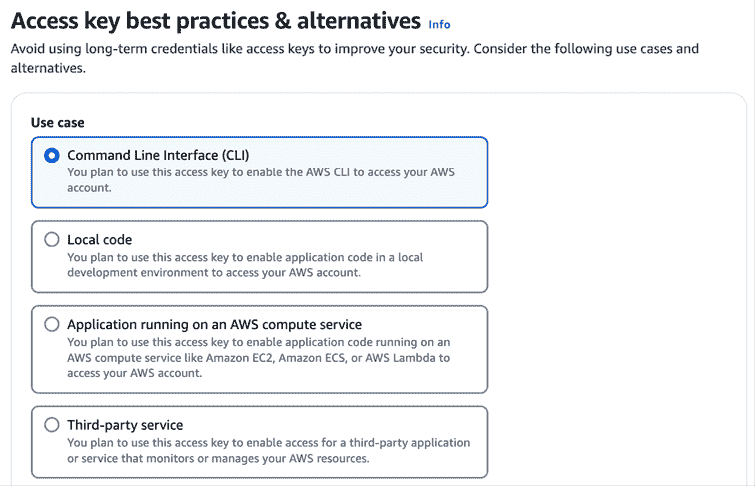 Access key best practices & alternatives Info
Avoid using long-term credentials like access keys to improve your security. Consider the following use cases and
alternatives.
Use case
Command Line Interface (CLI)
You plan to use this access key to enable the AWS CLI to access your AWS
account.
Local code
You plan to use this access key to enable application code in a local
development environment to access your AWS account.
Application running on an AWS compute service
You plan to use this access key to enable application code running on an
AWS compute service like Amazon EC2, Amazon ECS, or AWS Lambda to
access your AWS account.
Third-party service
You plan to use this access key to enable access for a third-party application
or service that monitors or manages your AWS resources.